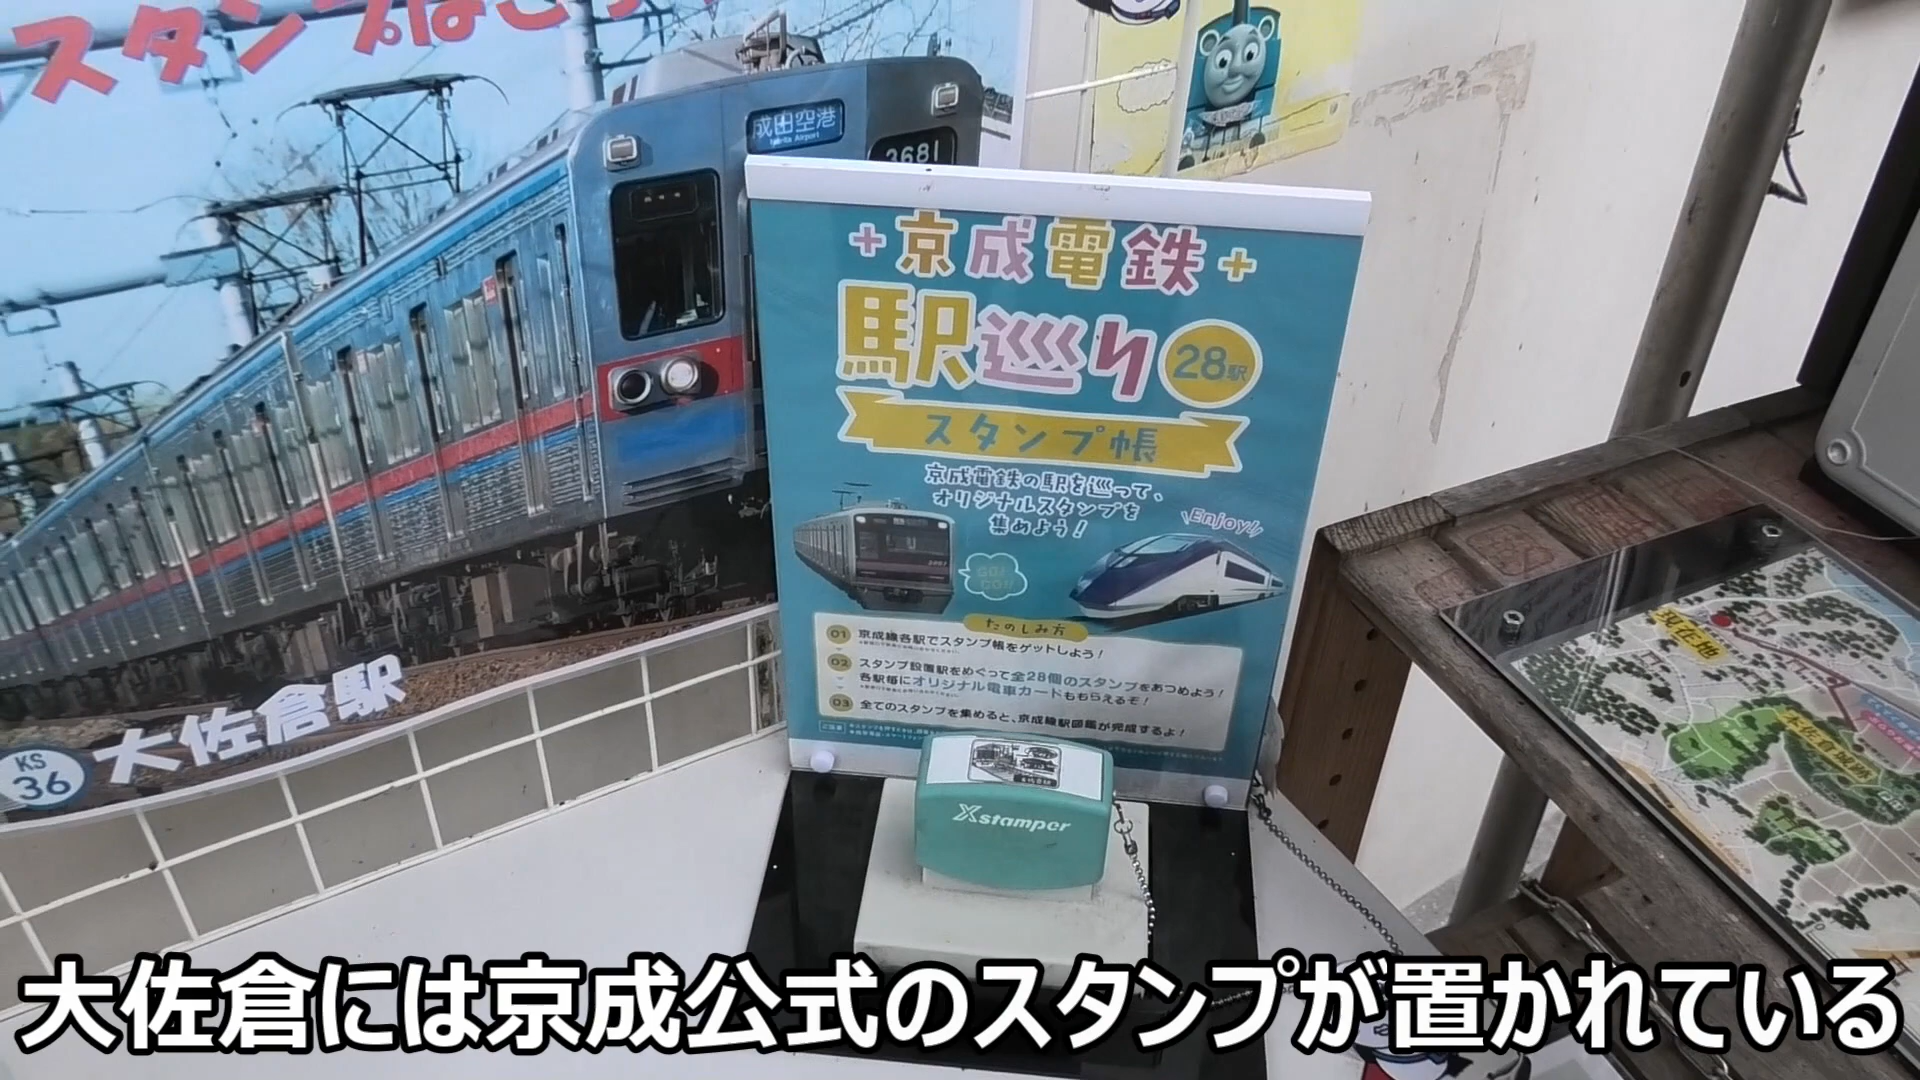 スタンプはこ
成田空港
Narita Airport
3681
大佐倉駅
KS
36
京成電鉄
駅巡り
28駅
スタンプ帳
京成電鉄の駅を巡って、
オリジナルスタンプを
集めよう!
Enjoy!
GO!
GO!!
たのしみ方
01 京成線各駅でスタンプ帳をゲットしよう!
02 スタンプ設置駅をめぐって全28個のスタンプをあつめよう!
各駅毎にオリジナル電車カードももらえるぞ!
03 全てのスタンプを集めると、京成線駅図鑑が完成するよ!
Xstamper
現在地
本佐倉城跡
大佐倉には京成公式のスタンプが置かれている